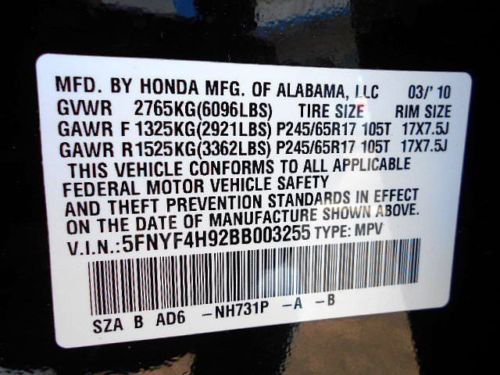 MFD. BY HONDA MFG. OF ALABAMA, LLC 03/'10
GVWR 2765KG(6096LBS) TIRE SIZE RIM SIZE
GAWR F 1325KG(2921LBS) P245/65R17 105T 17X7.5J
GAWR R1525KG(3362LBS) P245/65R17 105T 17X7.5J
THIS VEHICLE CONFORMS TO ALL APPLICABLE
FEDERAL MOTOR VEHICLE SAFETY
AND THEFT PREVENTION STANDARDS IN EFFECT
ON THE DATE OF MANUFACTURE SHOWN ABOVE.
V.I.N.:5FNYF4H92BB003255 TYPE: MPV
SZA B AD6 -NH731P -A -B